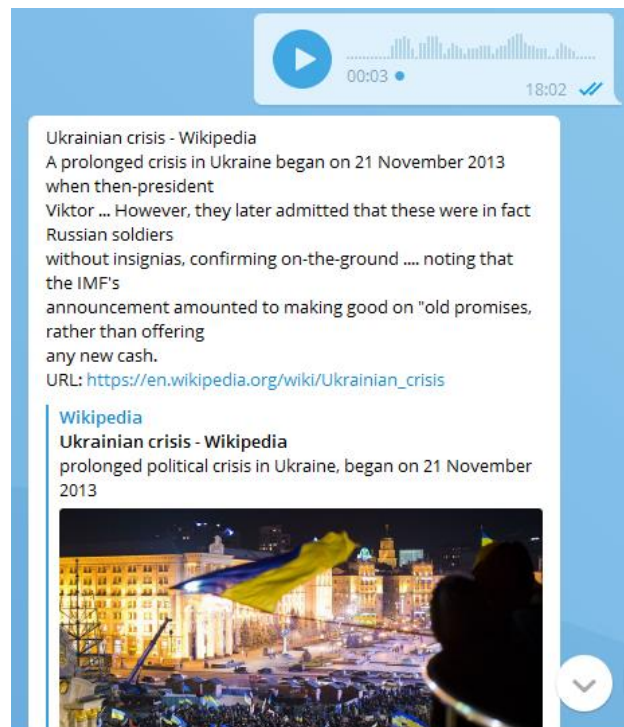 00:03
18:02
Ukrainian crisis - Wikipedia
A prolonged crisis in Ukraine began on 21 November 2013
when then-president
Viktor ... However, they later admitted that these were in fact
Russian soldiers
without insignias, confirming on-the-ground .... noting that
the IMF's
announcement amounted to making good on "old promises,
rather than offering
any new cash.
URL: https://en.wikipedia.org/wiki/Ukrainian_crisis
Wikipedia
Ukrainian crisis - Wikipedia
prolonged political crisis in Ukraine, began on 21 November
2013